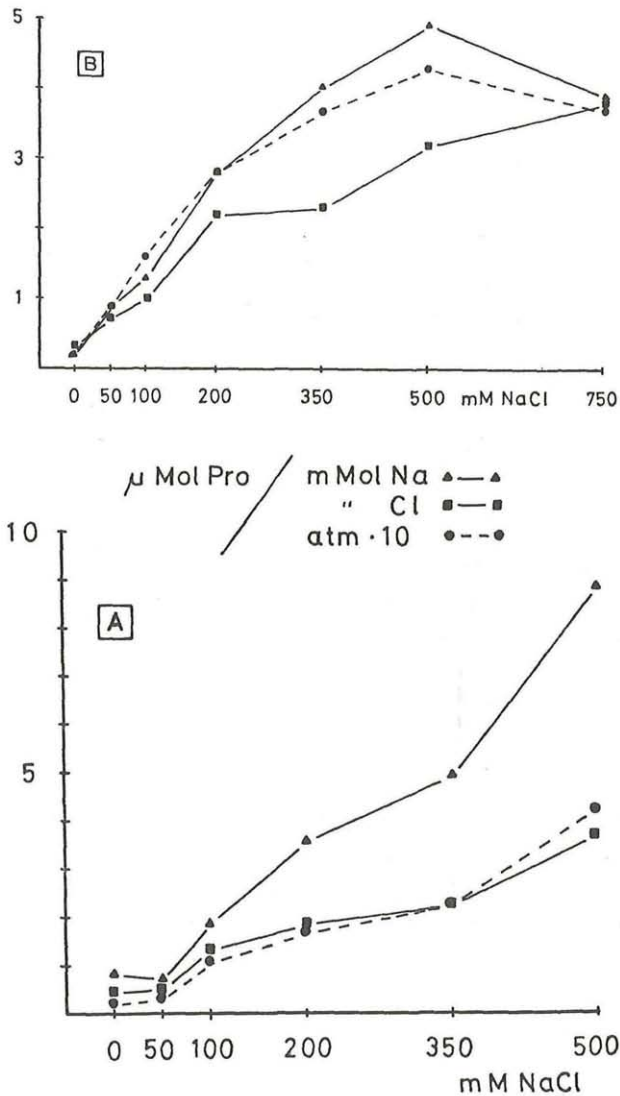 5
B
3
1
0 50 100 200 350 500 mM NaCl 750
μ Mol Pro / m Mol Na ▲—▲
" Cl ■—■
atm · 10 ●---●
10
A
5
0 50 100 200 350 500
mM NaCl